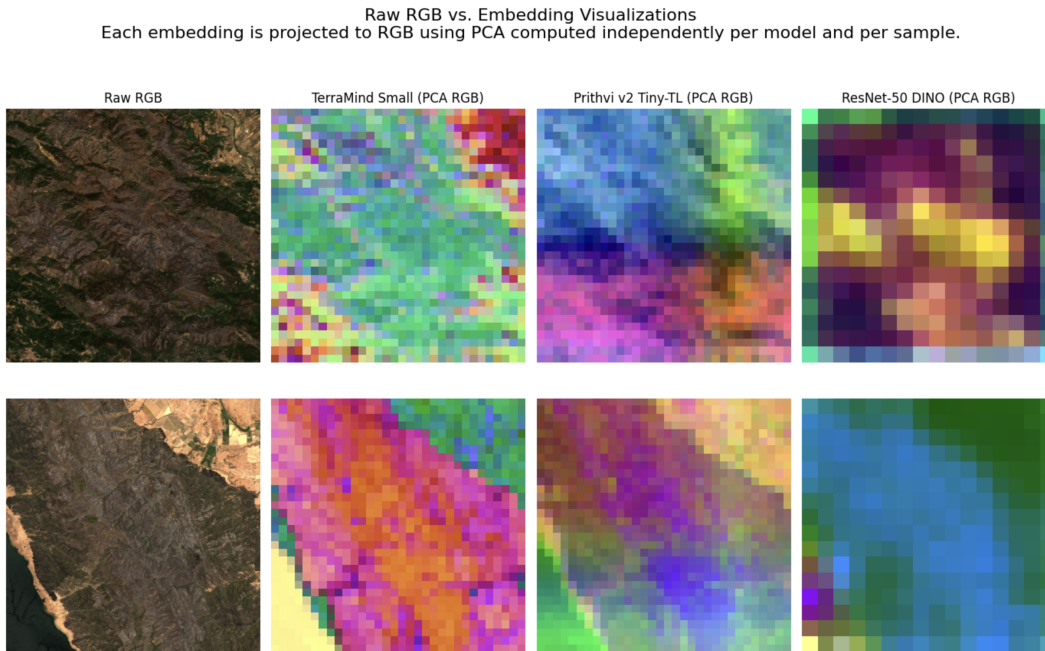 Raw RGB vs. Embedding Visualizations
Each embedding is projected to RGB using PCA computed independently per model and per sample.
Raw RGB
TerraMind Small (PCA RGB)
Prithvi v2 Tiny-TL (PCA RGB)
ResNet-50 DINO (PCA RGB)